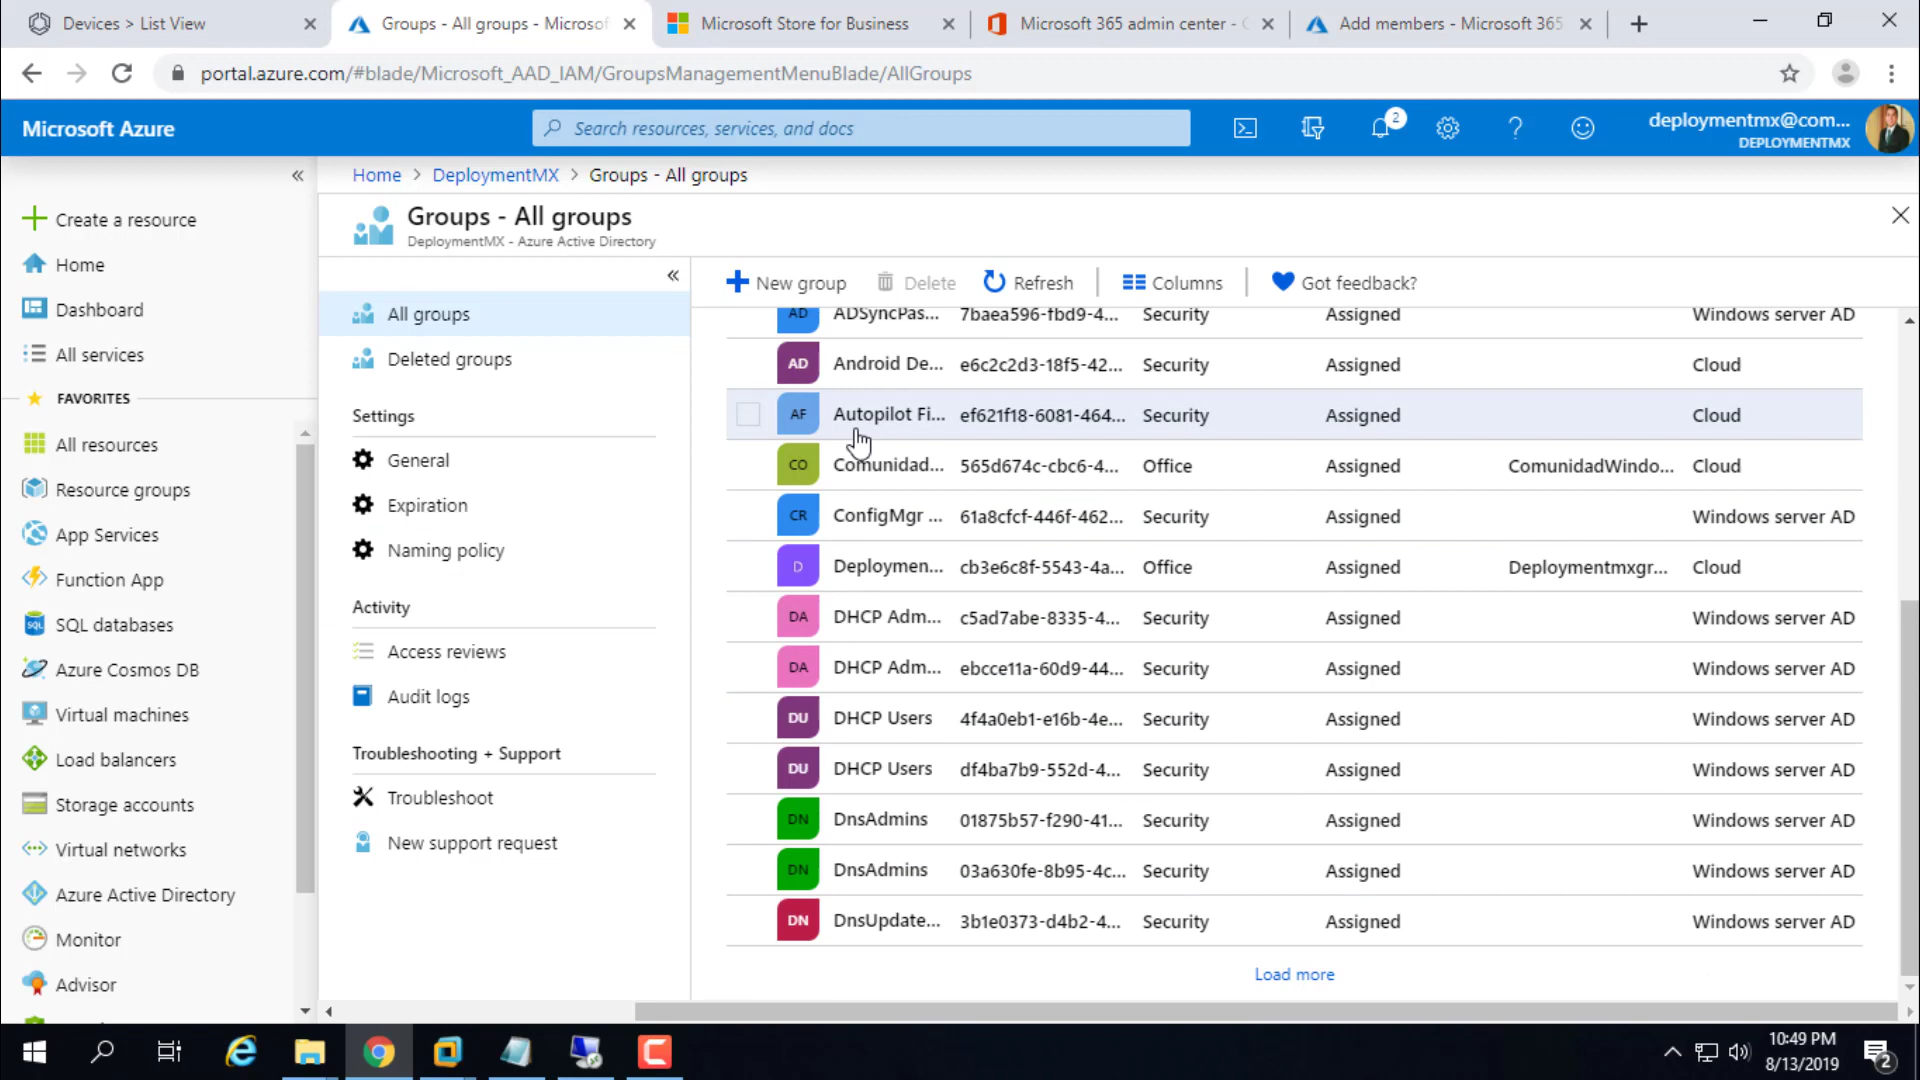 Devices > List View
Groups - All groups - Microsof
Microsoft Store for Business
Microsoft 365 admin center -
Add members - Microsoft 365
portal.azure.com/#blade/Microsoft_AAD_IAM/GroupsManagementMenuBlade/AllGroups
Microsoft Azure
Search resources, services, and docs
2
deploymentmx@com...
DEPLOYMENTMX
Home > DeploymentMX > Groups - All groups
Groups - All groups
DeploymentMX - Azure Active Directory
Create a resource
Home
Dashboard
All services
FAVORITES
All resources
Resource groups
App Services
Function App
SQL databases
Azure Cosmos DB
Virtual machines
Load balancers
Storage accounts
Virtual networks
Azure Active Directory
Monitor
Advisor
All groups
Deleted groups
Settings
General
Expiration
Naming policy
Activity
Access reviews
Audit logs
Troubleshooting + Support
Troubleshoot
New support request
New group Delete Refresh Columns Got feedback?
AD ADSyncPas... 7baea596-fbd9-4... Security Assigned Windows server AD
AD Android De... e6c2c2d3-18f5-42... Security Assigned Cloud
AF Autopilot Fi... ef621f18-6081-464... Security Assigned Cloud
CO Comunidad... 565d674c-cbc6-4... Office Assigned ComunidadWindo... Cloud
CR ConfigMgr ... 61a8cfcf-446f-462... Security Assigned Windows server AD
D Deploymen... cb3e6c8f-5543-4a... Office Assigned Deploymentmxgr... Cloud
DA DHCP Adm... c5ad7abe-8335-4... Security Assigned Windows server AD
DA DHCP Adm... ebcce11a-60d9-44... Security Assigned Windows server AD
DU DHCP Users 4f4a0eb1-e16b-4e... Security Assigned Windows server AD
DU DHCP Users df4ba7b9-552d-4... Security Assigned Windows server AD
DN DnsAdmins 01875b57-f290-41... Security Assigned Windows server AD
DN DnsAdmins 03a630fe-8b95-4c... Security Assigned Windows server AD
DN DnsUpdate... 3b1e0373-d4b2-4... Security Assigned Windows server AD
Load more
10:49 PM
8/13/2019
2